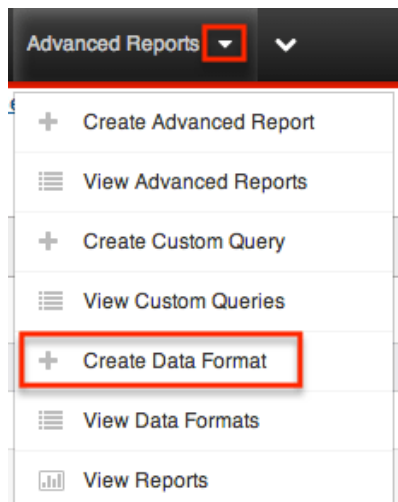 Advanced Reports
Create Advanced Report
View Advanced Reports
Create Custom Query
View Custom Queries
Create Data Format
View Data Formats
View Reports